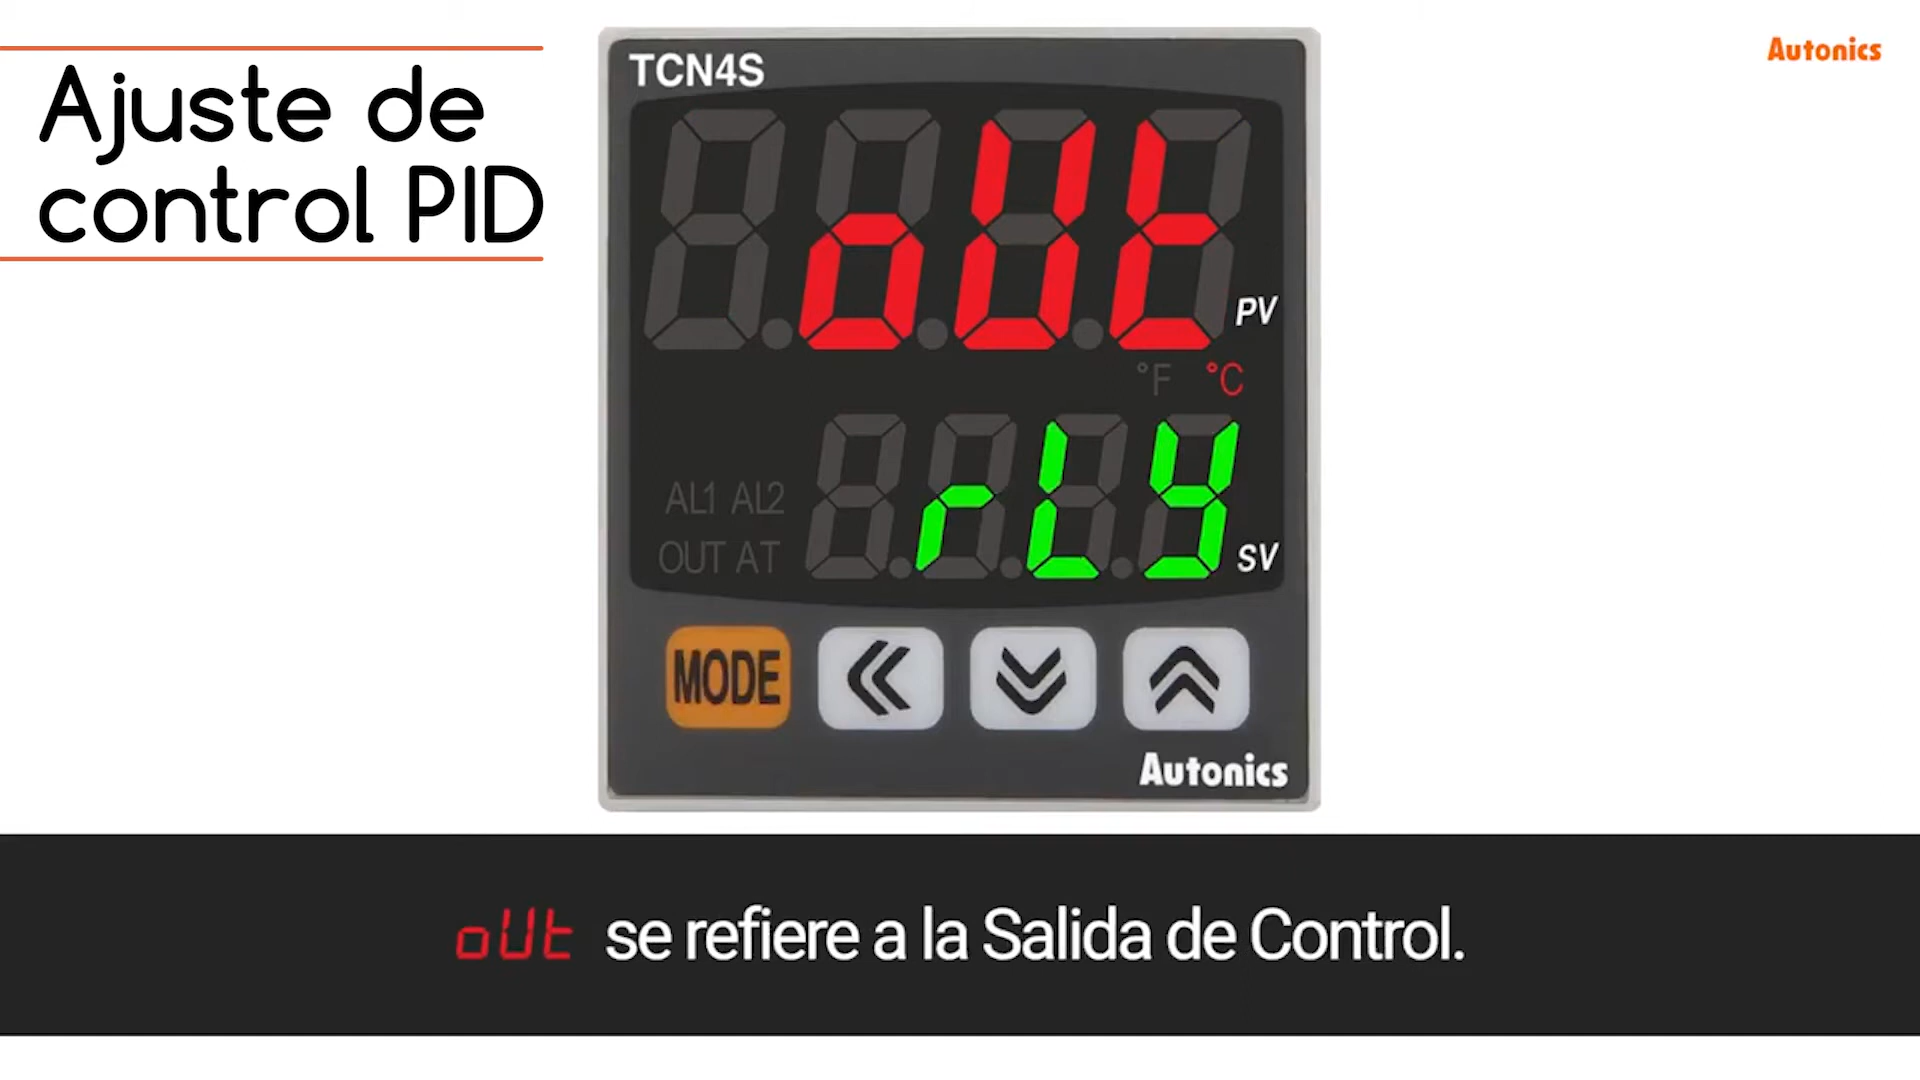 Ajuste de
control PID
Autonics
TCN4S
oUt
PV
°F °C
AL1 AL2
OUT AT
rLY
SV
MODE
Autonics
oUt se refiere a la Salida de Control.